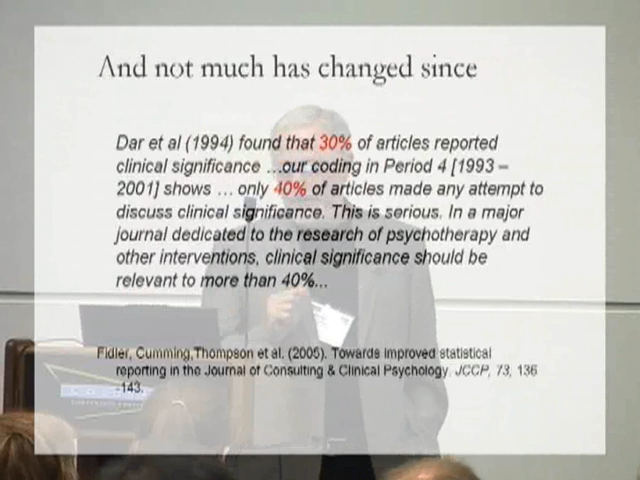 And not much has changed since
Dar et al (1994) found that 30% of articles reported
clinical significance ...our coding in Period 4 [1993 –
2001] shows ... only 40% of articles made any attempt to
discuss clinical significance. This is serious. In a major
journal dedicated to the research of psychotherapy and
other interventions, clinical significance should be
relevant to more than 40%...
Fidler, Cumming,Thompson et al. (2005). Towards improved statistical
reporting in the Journal of Consulting & Clinical Psychology. JCCP, 73, 136
-143.